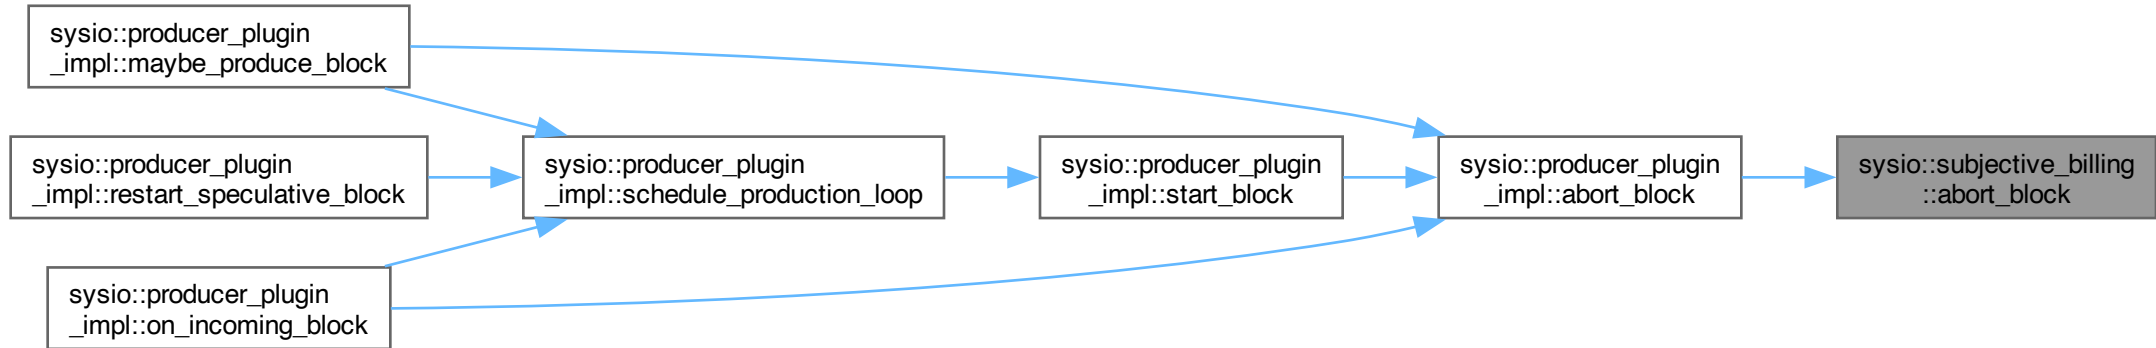 sysio::producer_plugin
_impl::maybe_produce_block
sysio::producer_plugin
_impl::restart_speculative_block
sysio::producer_plugin
_impl::schedule_production_loop
sysio::producer_plugin
_impl::start_block
sysio::producer_plugin
_impl::abort_block
sysio::subjective_billing
::abort_block
sysio::producer_plugin
_impl::on_incoming_block